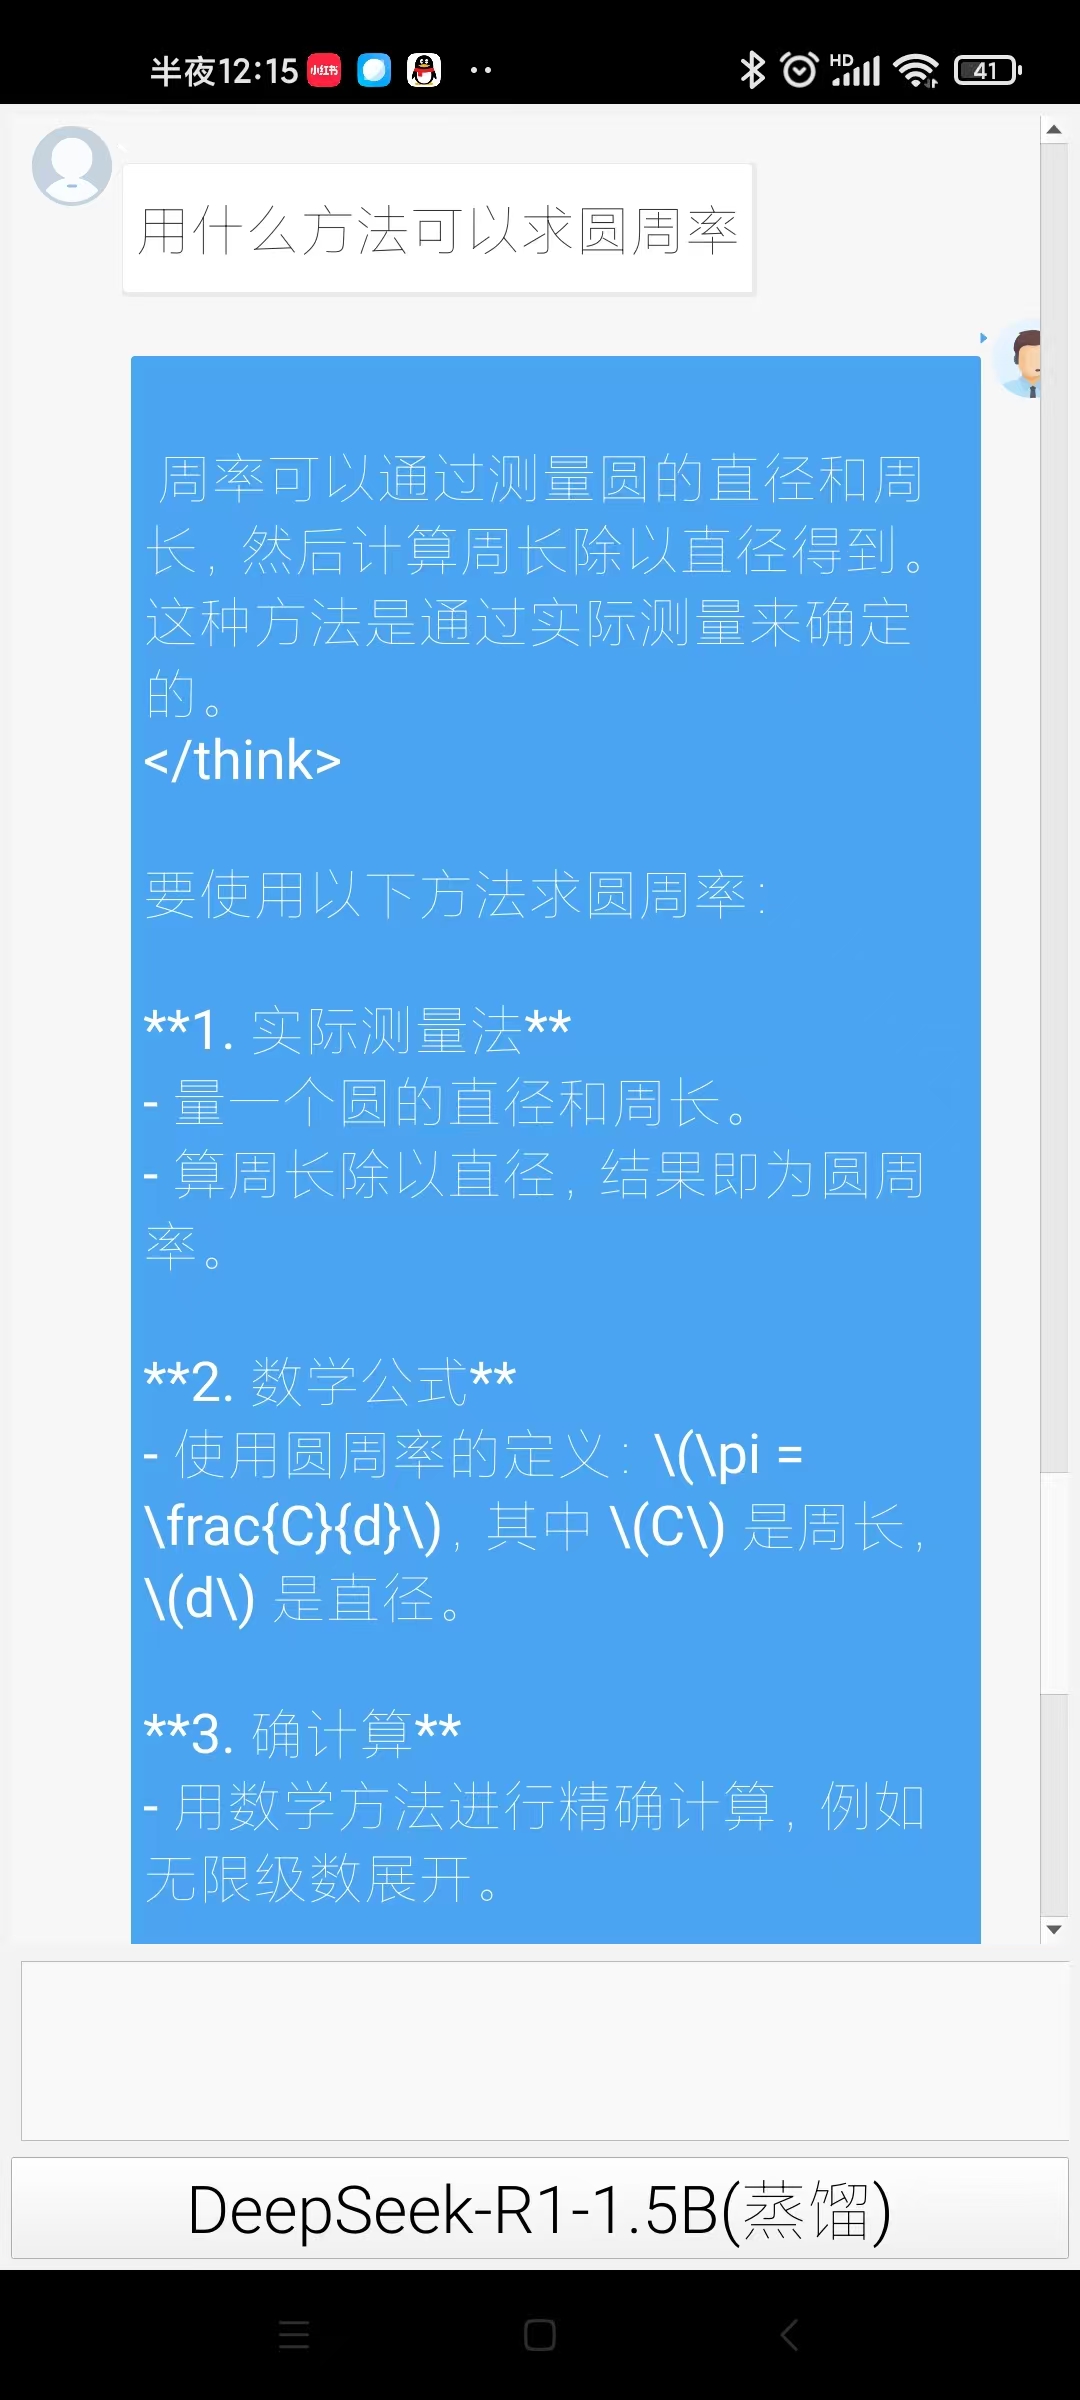 半夜12:15 小红书 HD 41
用什么方法可以求圆周率
周率可以通过测量圆的直径和周
长，然后计算周长除以直径得到。
这种方法是通过实际测量来确定
的。
</think>
要使用以下方法求圆周率：
**1. 实际测量法**
- 量一个圆的直径和周长。
- 算周长除以直径，结果即为圆周
率。
**2. 数学公式**
- 使用圆周率的定义：\(\pi =
\frac{C}{d}\)，其中 \(C\) 是周长，
\(d\) 是直径。
**3. 确计算**
- 用数学方法进行精确计算，例如
无限级数展开。
DeepSeek-R1-1.5B(蒸馏)